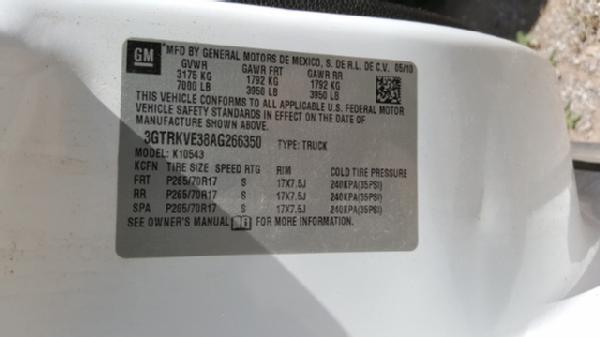 GM *MFD BY GENERAL MOTORS DE MEXICO, S. DE R.L. DE C.V. 05/10
GVWR GAWR FRT GAWR RR
3175 KG 1792 KG 1792 KG
7000 LB 3950 LB 3950 LB
THIS VEHICLE CONFORMS TO ALL APPLICABLE U.S. FEDERAL MOTOR
VEHICLE SAFETY STANDARDS IN EFFECT ON THE DATE OF
MANUFACTURE SHOWN ABOVE.
3GTRKVE38AG266350 TYPE: TRUCK
MODEL: K10543
KCFN TIRE SIZE SPEED RTG RIM COLD TIRE PRESSURE
FRT P265/70R17 S 17X7.5J 240KPA(35PSI)
RR P265/70R17 S 17X7.5J 240KPA(35PSI)
SPA P265/70R17 S 17X7.5J 240KPA(35PSI)
SEE OWNER'S MANUAL FOR MORE INFORMATION.